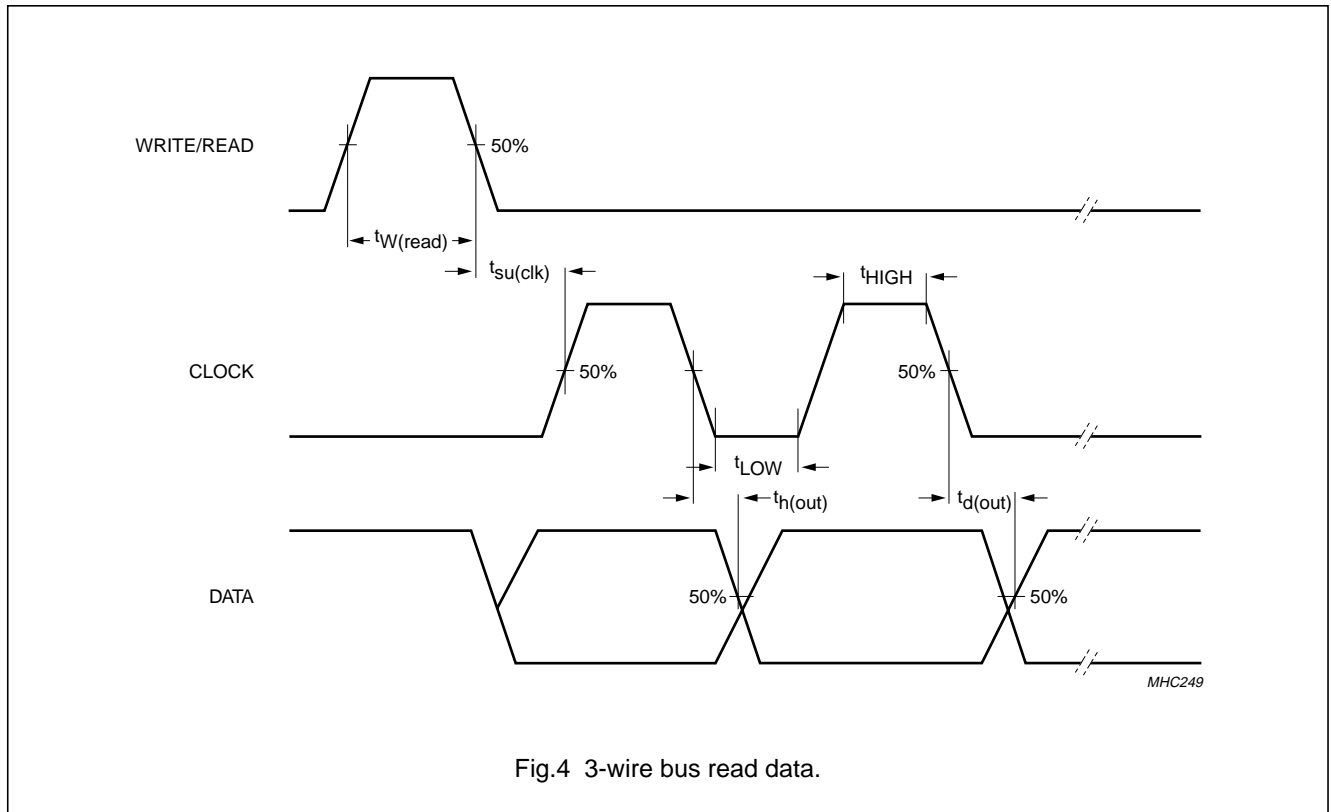 WRITE/READ
50%
tW(read)
tsu(clk)
tHIGH
CLOCK
50%
50%
tLOW
th(out)
td(out)
DATA
50%
50%
MHC249
Fig.4 3-wire bus read data.